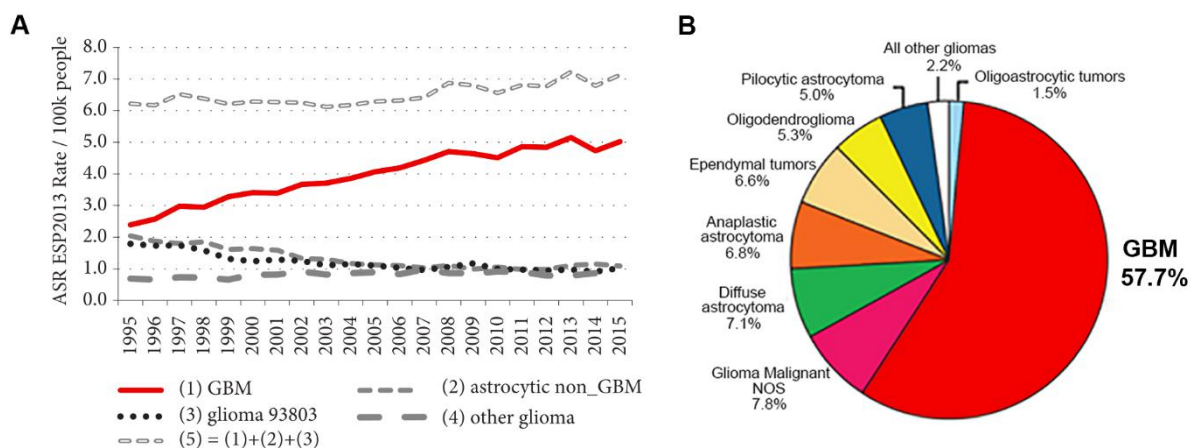 A
ASR ESP2013 Rate / 100k people
8.0
7.0
6.0
5.0
4.0
3.0
2.0
1.0
0.0
1995
1996
1997
1998
1999
2000
2001
2002
2003
2004
2005
2006
2007
2008
2009
2010
2011
2012
2013
2014
2015
(1) GBM
(2) astrocytic non_GBM
(3) glioma 93803
(4) other glioma
(5) = (1)+(2)+(3)
B
All other gliomas
2.2%
Oligoastrocytic tumors
1.5%
Pilocytic astrocytoma
5.0%
Oligodendroglioma
5.3%
Ependymal tumors
6.6%
Anaplastic
astrocytoma
6.8%
Diffuse
astrocytoma
7.1%
Glioma Malignant
NOS
7.8%
GBM
57.7%